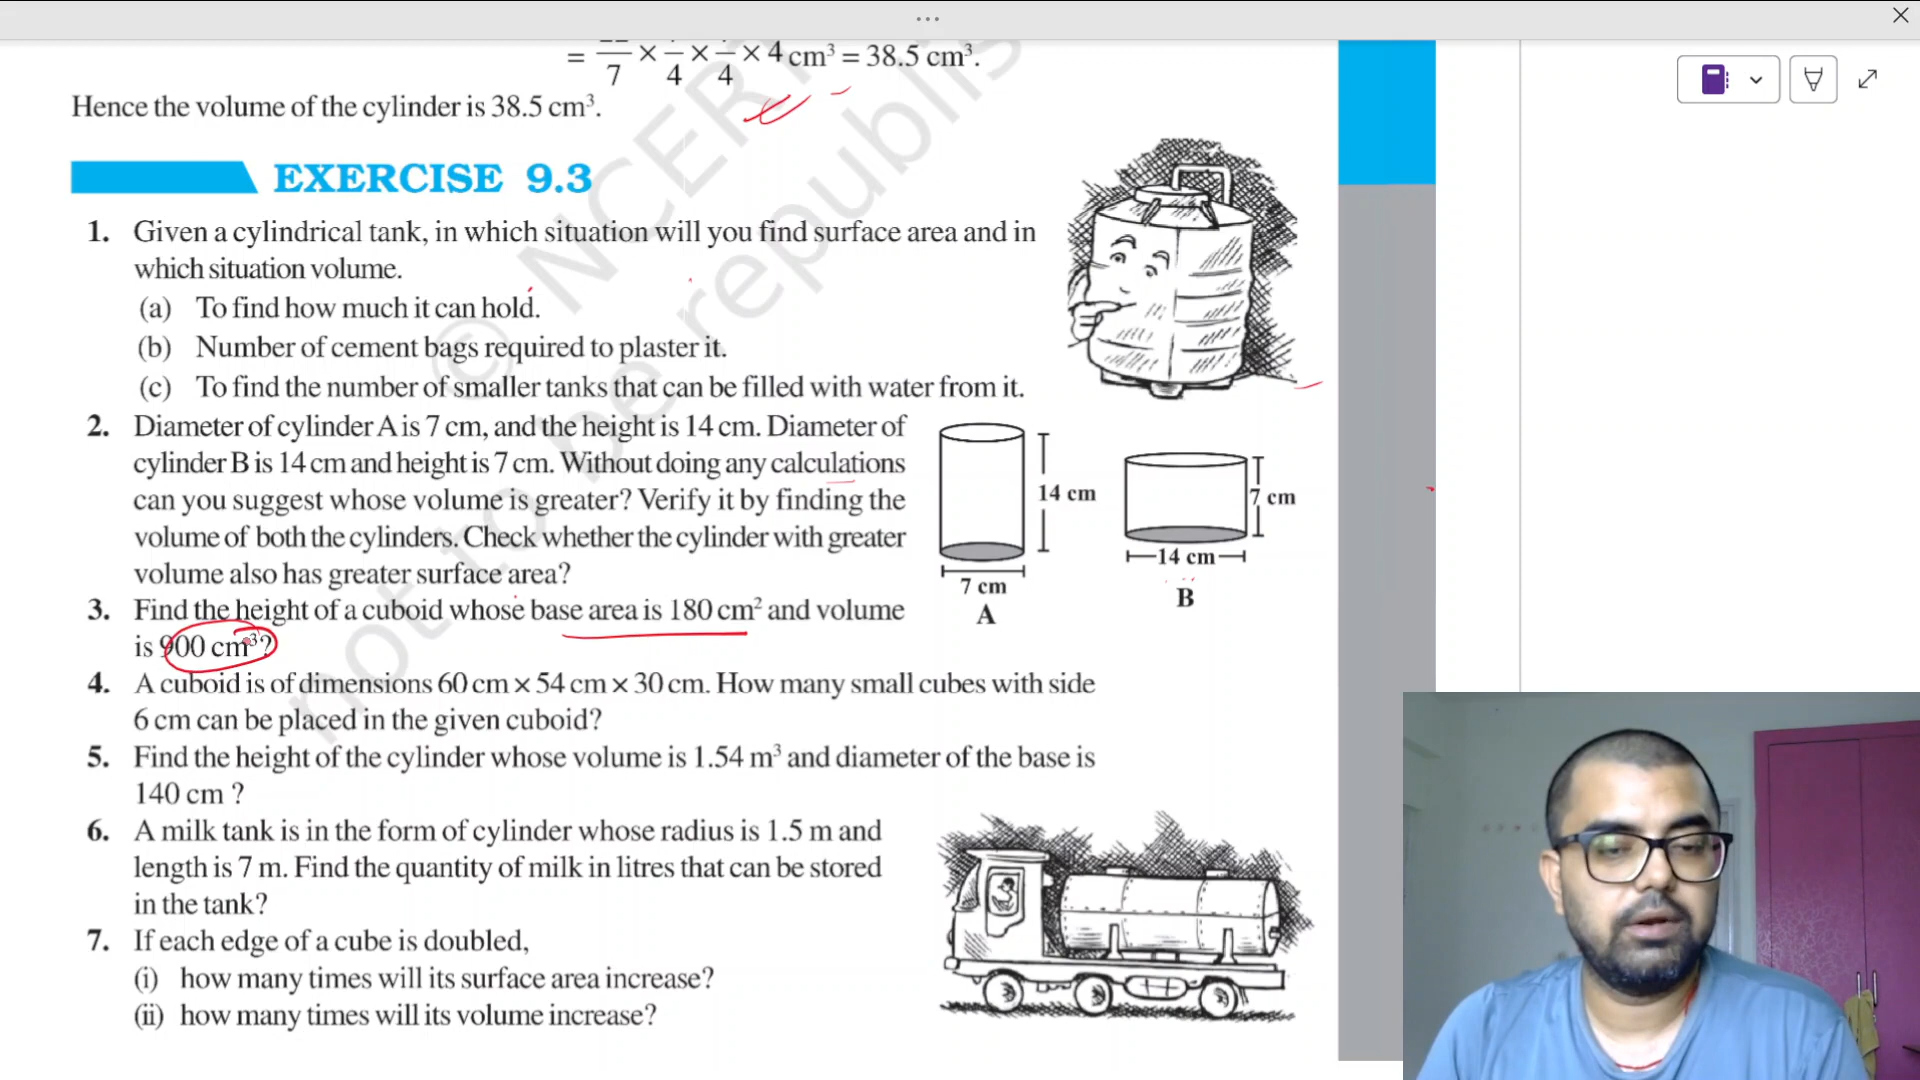 = 22/7 × 7/4 × 7/4 × 4 cm³ = 38.5 cm³.
Hence the volume of the cylinder is 38.5 cm³.
EXERCISE 9.3
1. Given a cylindrical tank, in which situation will you find surface area and in
which situation volume.
(a) To find how much it can hold.
(b) Number of cement bags required to plaster it.
(c) To find the number of smaller tanks that can be filled with water from it.
2. Diameter of cylinder A is 7 cm, and the height is 14 cm. Diameter of
cylinder B is 14 cm and height is 7 cm. Without doing any calculations
can you suggest whose volume is greater? Verify it by finding the
volume of both the cylinders. Check whether the cylinder with greater
volume also has greater surface area?
14 cm
7 cm
A
7 cm
14 cm
B
3. Find the height of a cuboid whose base area is 180 cm² and volume
is 900 cm³?
4. A cuboid is of dimensions 60 cm × 54 cm × 30 cm. How many small cubes with side
6 cm can be placed in the given cuboid?
5. Find the height of the cylinder whose volume is 1.54 m³ and diameter of the base is
140 cm ?
6. A milk tank is in the form of cylinder whose radius is 1.5 m and
length is 7 m. Find the quantity of milk in litres that can be stored
in the tank?
7. If each edge of a cube is doubled,
(i) how many times will its surface area increase?
(ii) how many times will its volume increase?
© NCER
not to be republis